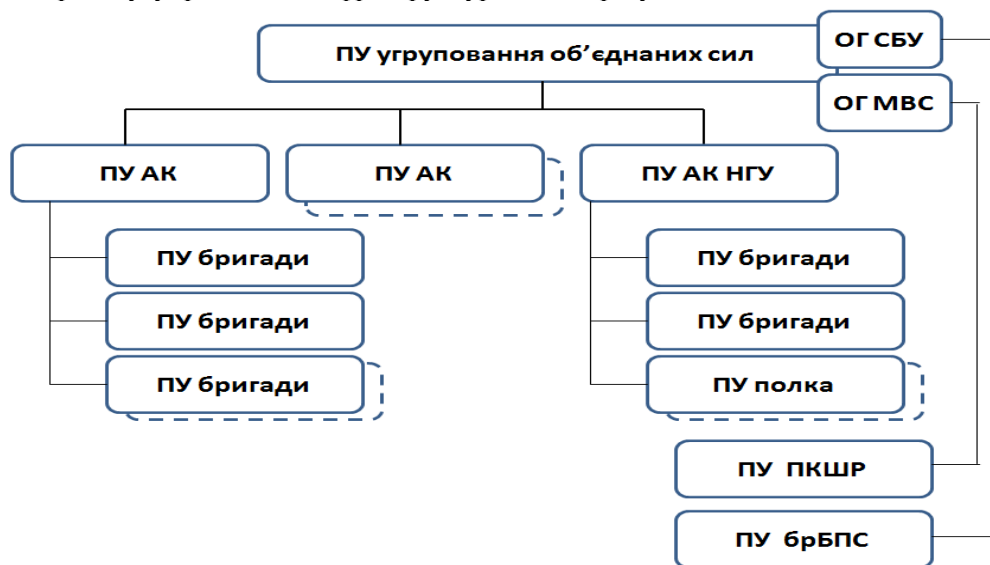 ПУ угруповання об’єднаних сил
ОГ СБУ
ОГ МВС
ПУ АК
ПУ АК
ПУ АК НГУ
ПУ бригади
ПУ бригади
ПУ бригади
ПУ бригади
ПУ бригади
ПУ полка
ПУ ПКШР
ПУ брБПС